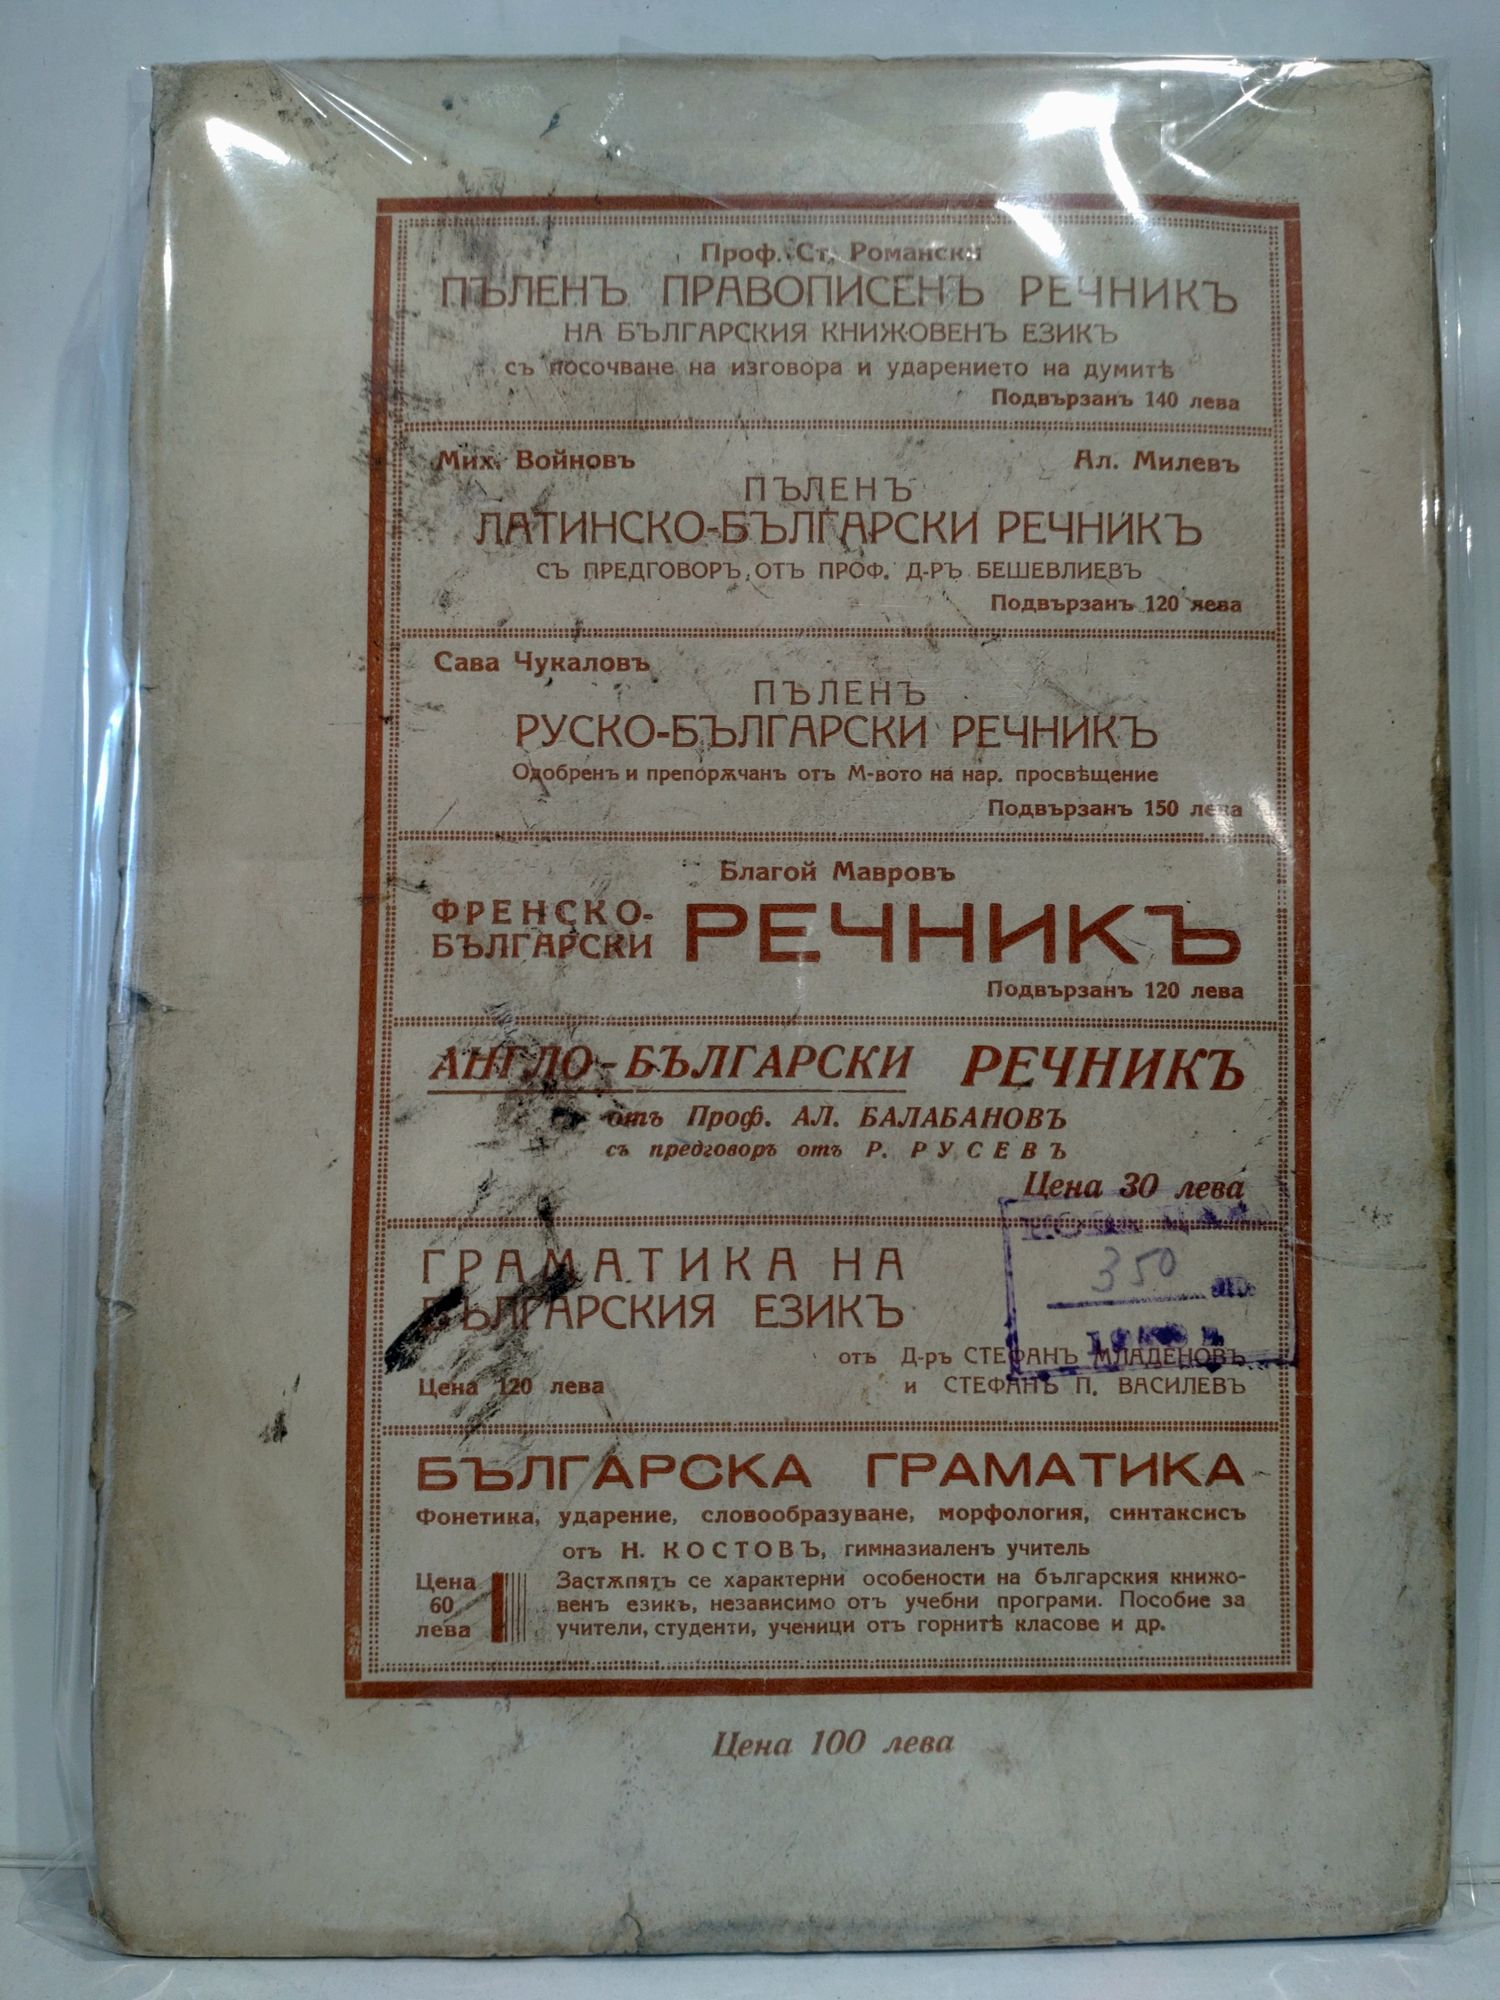 Проф. Ст. Романски
ПЪЛЕНЪ ПРАВОПИСЕНЪ РЕЧНИКЪ
НА БЪЛГАРСКИЯ КНИЖОВЕНЪ ЕЗИКЪ
съ посочване на изговора и ударението на думитѣ
Подвързанъ 140 лева
Мих. Войновъ Ал. Милевъ
ПЪЛЕНЪ
ЛАТИНСКО-БЪЛГАРСКИ РЕЧНИКЪ
СЪ ПРЕДГОВОРЪ ОТЪ ПРОФ. Д-РЪ БЕШЕВЛИЕВЪ
Подвързанъ 120 лева
Сава Чукаловъ
ПЪЛЕНЪ
РУСКО-БЪЛГАРСКИ РЕЧНИКЪ
Одобренъ и препорѫчанъ отъ М-вото на нар. просвѣщение
Подвързанъ 150 лева
Благой Мавровъ
ФРЕНСКО-
БЪЛГАРСКИ РЕЧНИКЪ
Подвързанъ 120 лева
АНГЛО-БЪЛГАРСКИ РЕЧНИКЪ
отъ Проф. АЛ. БАЛАБАНОВЪ
съ предговоръ отъ Р. РУСЕВЪ
Цена 30 лева
350
ГРАМАТИКА НА
БЪЛГАРСКИЯ ЕЗИКЪ
отъ Д-ръ СТЕФАНЪ МЛАДЕНОВЪ
Цена 120 лева и СТЕФАНЪ П. ВАСИЛЕВЪ
БЪЛГАРСКА ГРАМАТИКА
Фонетика, ударение, словообразуване, морфология, синтаксисъ
отъ Н. КОСТОВЪ, гимназиаленъ учитель
Цена
60
лева
Застѫпятъ се характерни особености на българския книжо-
венъ езикъ, независимо отъ учебни програми. Пособие за
учители, студенти, ученици отъ горнитѣ класове и др.
Цена 100 лева